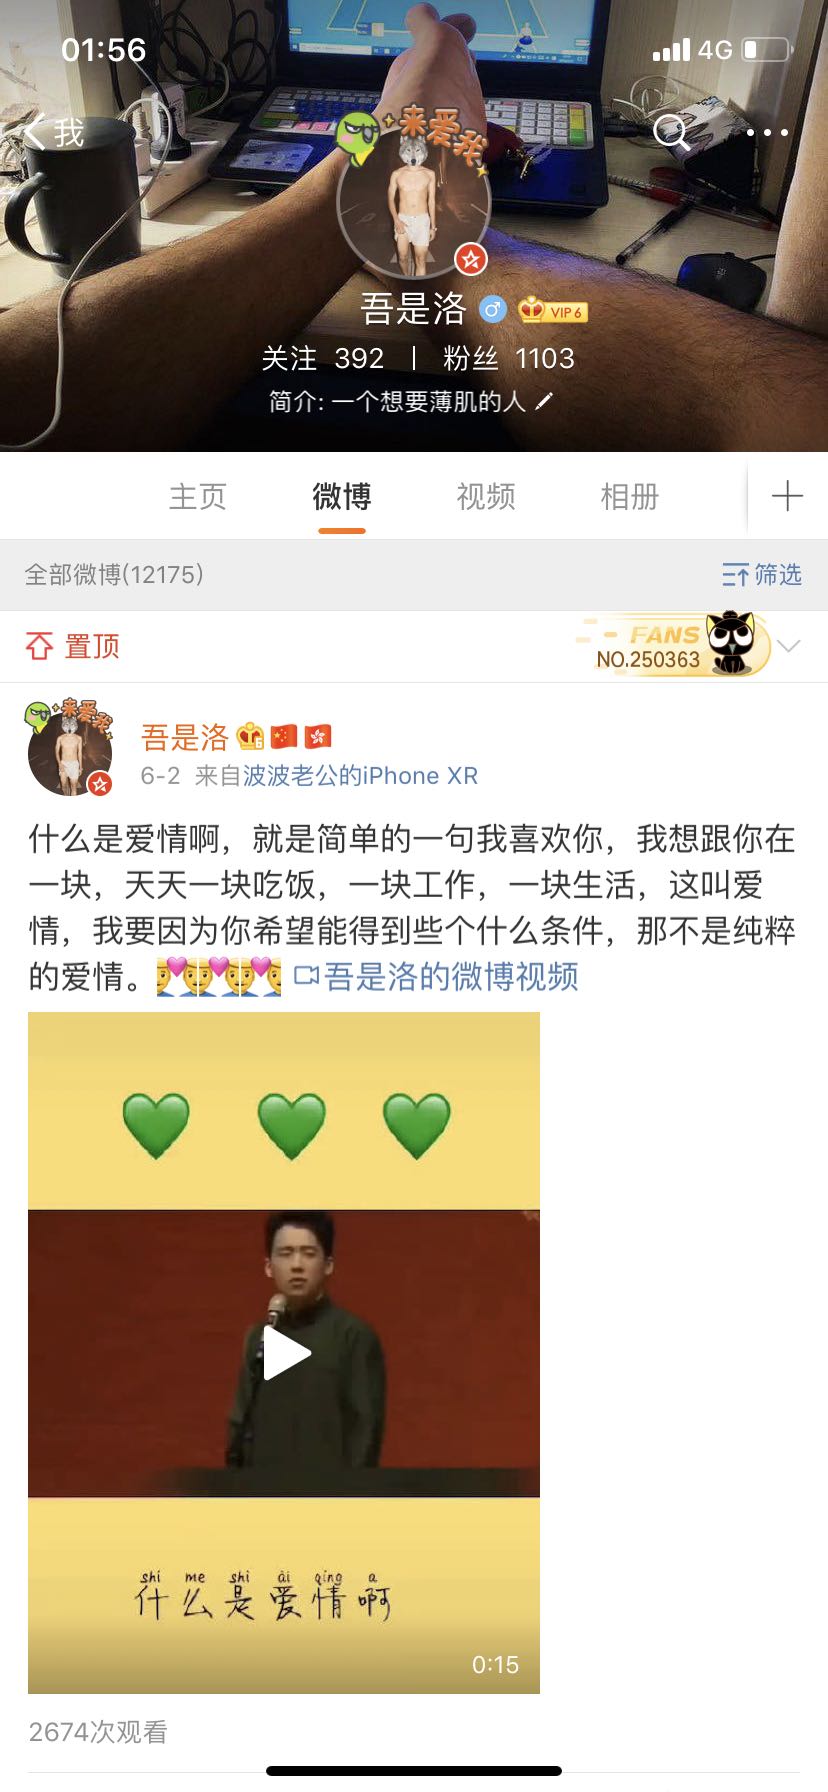 01:56
4G
我
来爱我
吾是洛 VIP 6
关注 392 | 粉丝 1103
简介: 一个想要薄肌的人
主页 微博 视频 相册
全部微博(12175)
筛选
置顶
FANS
NO.250363
来爱我
吾是洛 6
6-2 来自波波老公的iPhone XR
什么是爱情啊，就是简单的一句我喜欢你，我想跟你在
一块，天天一块吃饭，一块工作，一块生活，这叫爱
情，我要因为你希望能得到些个什么条件，那不是纯粹
的爱情。 吾是洛的微博视频
shí me shì ài qíng a
什么是爱情啊
0:15
2674次观看